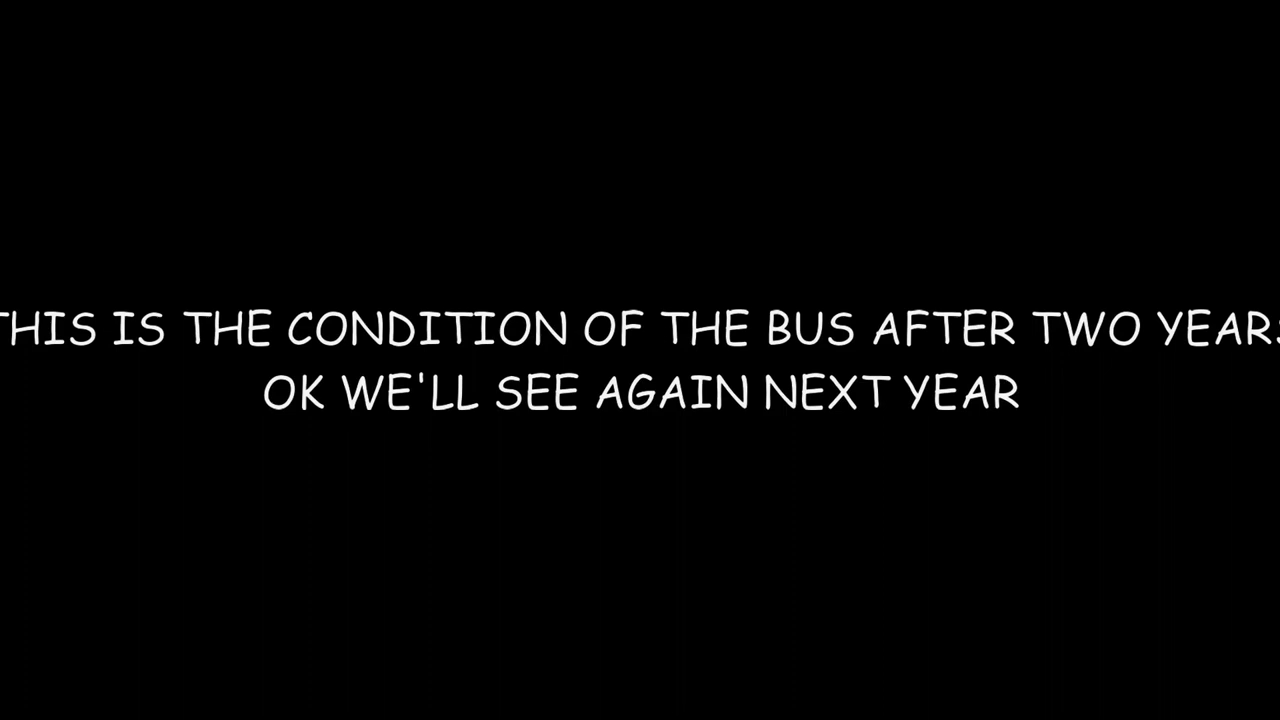 THIS IS THE CONDITION OF THE BUS AFTER TWO YEARS
OK WE'LL SEE AGAIN NEXT YEAR